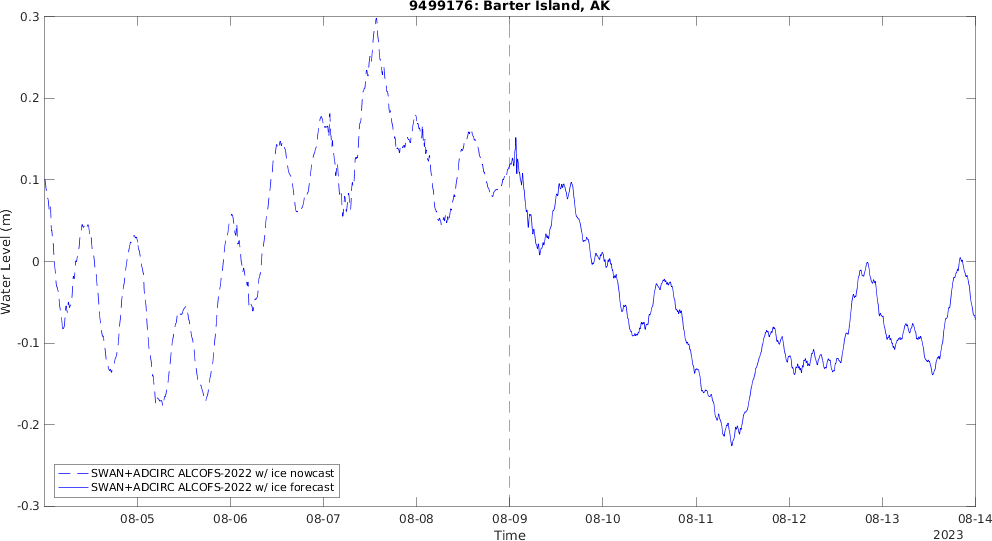 9499176: Barter Island, AK
0.3
0.2
0.1
0
-0.1
-0.2
-0.3
Water Level (m)
SWAN+ADCIRC ALCOFS-2022 w/ ice nowcast
SWAN+ADCIRC ALCOFS-2022 w/ ice forecast
08-05 08-06 08-07 08-08 08-09 08-10 08-11 08-12 08-13 08-14
Time
2023